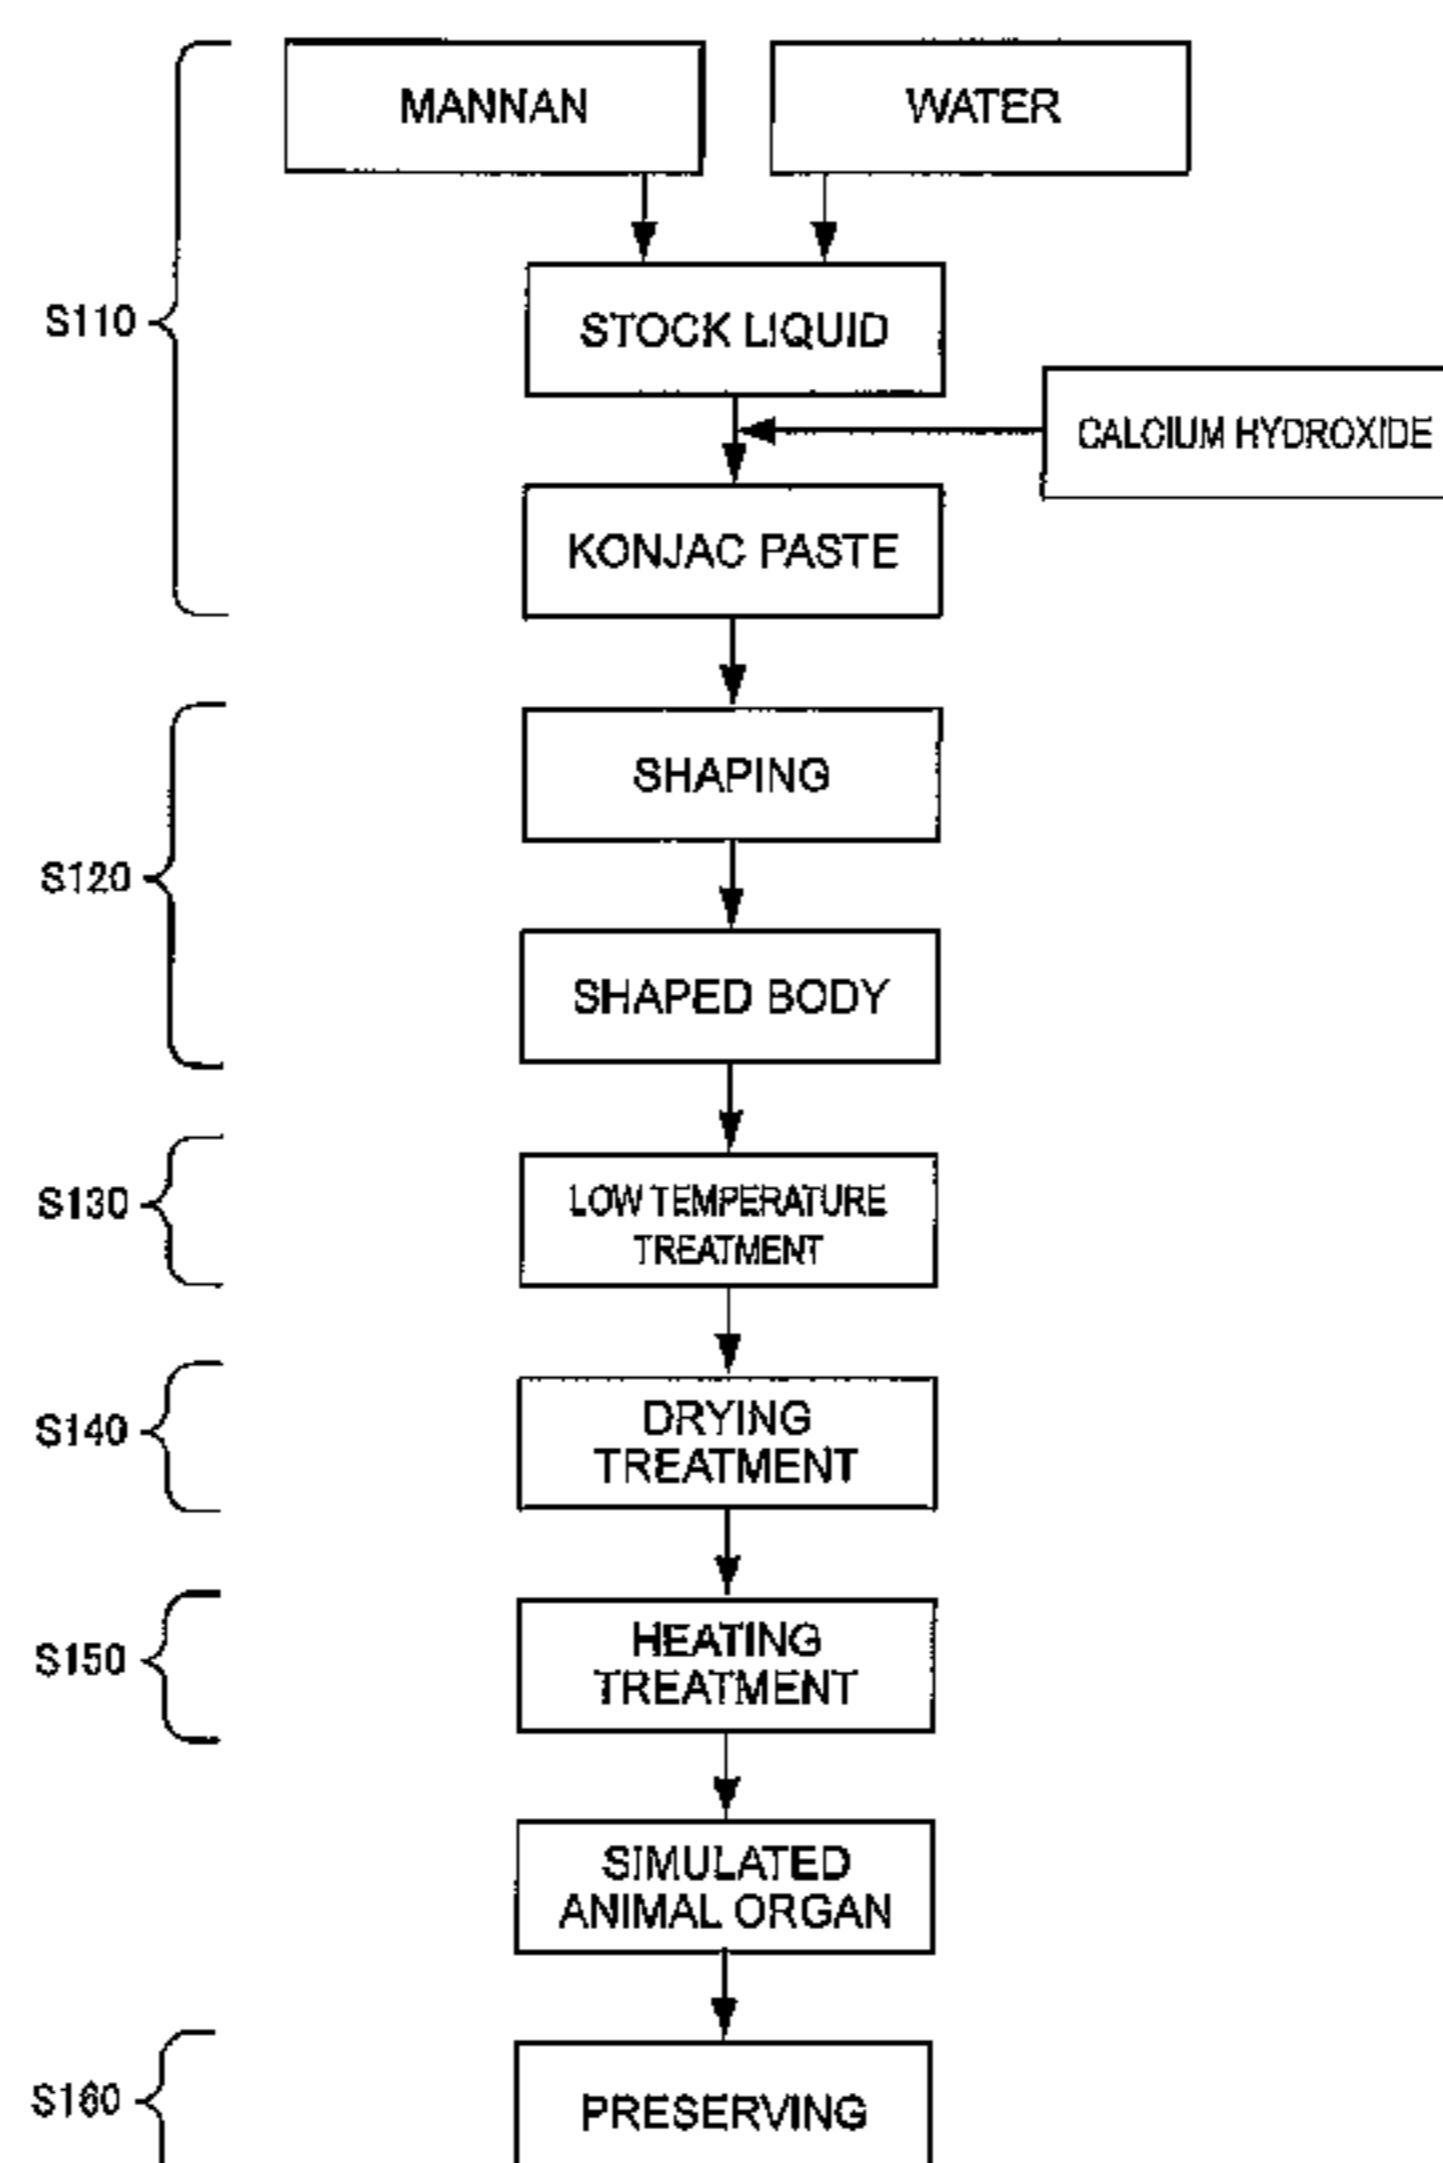 MANNAN
WATER
S110
STOCK LIQUID
CALCIUM HYDROXIDE
KONJAC PASTE
SHAPING
S120
SHAPED BODY
S130
LOW TEMPERATURE
TREATMENT
S140
DRYING
TREATMENT
S150
HEATING
TREATMENT
SIMULATED
ANIMAL ORGAN
S160
PRESERVING